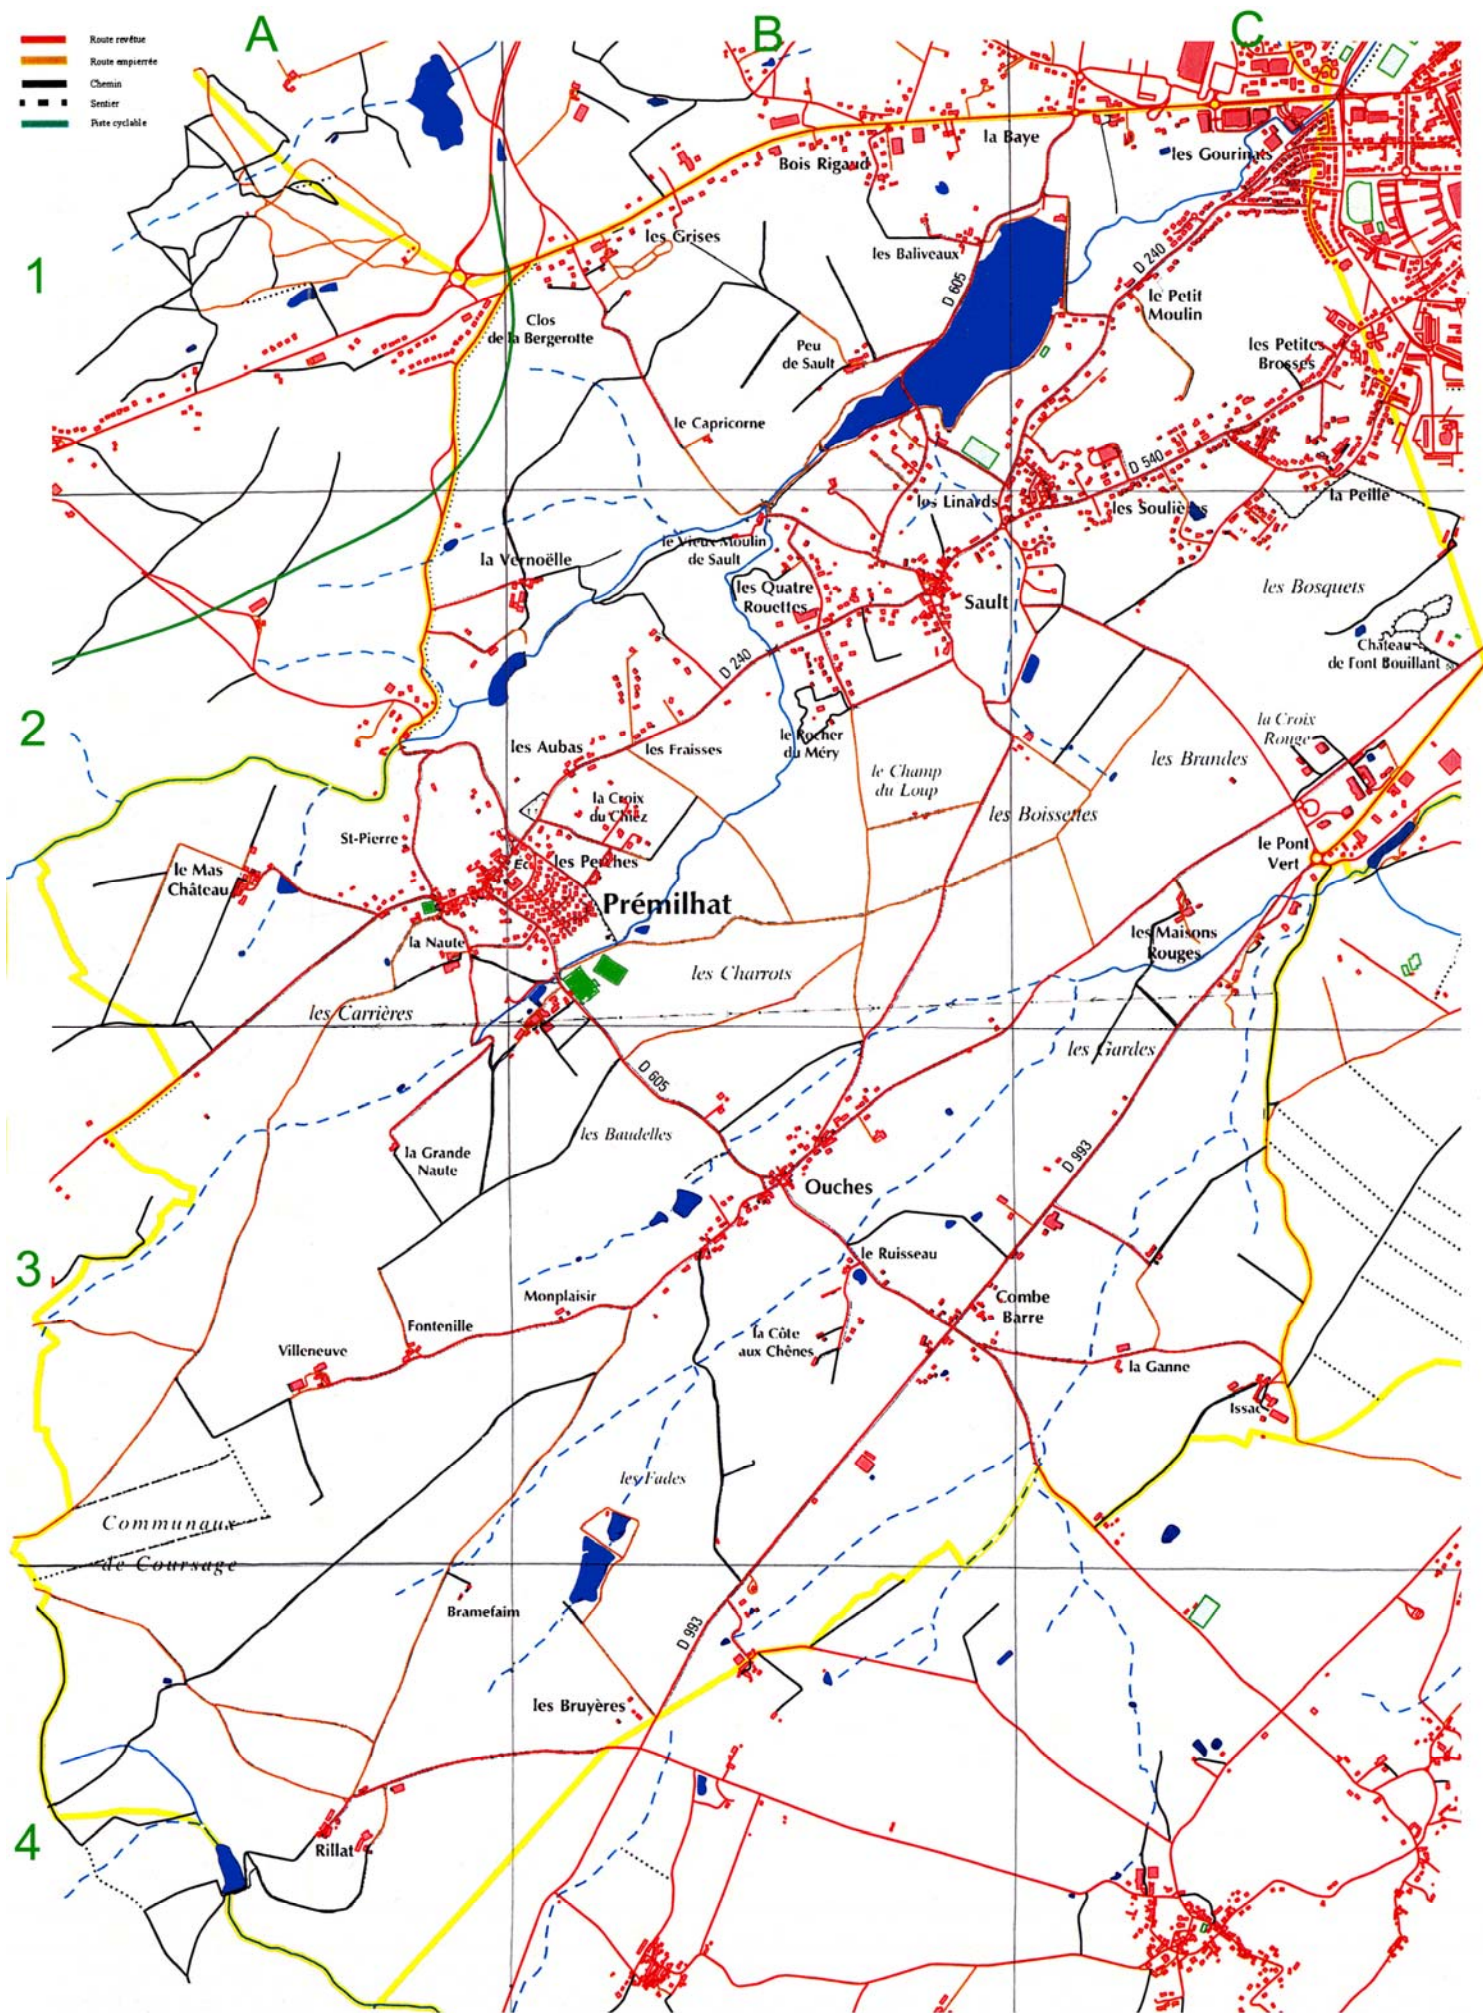 A
B
C
Route revêtue
Route empierrée
Chemin
Sentier
Piste cyclable
la Baye
les Gourinats
Bois Rigaud
les Grises
les Baliveaux
1
D 605
D 240
le Petit
Moulin
Clos
de la Bergerotte
Peu
de Sault
les Petites
Brosses
le Capricorne
D 540
les Linards
les Soulières
la Peille
le Vieux Moulin
de Sault
la Vernoëlle
les Quatre
Rouettes
Sault
les Bosquets
Château
de Font Bouillant
D 240
2
la Croix
Rouge
les Aubas
les Fraisses
le Rocher
du Méry
les Brandes
le Champ
du Loup
la Croix
du Chiez
les Boissettes
St-Pierre
le Pont
Vert
le Mas
Château
Ec
les Perches
Prémilhat
la Naute
les Maisons
Rouges
les Charrots
les Carrières
les Gardes
D 605
les Baudelles
la Grande
Naute
D 993
Ouches
3
le Ruisseau
Monplaisir
Combe
Barre
Fontenille
la Côte
aux Chênes
Villeneuve
la Ganne
Issac
les Fades
Communaux
de Coursage
Bramefaim
D 993
les Bruyères
4
Rillat